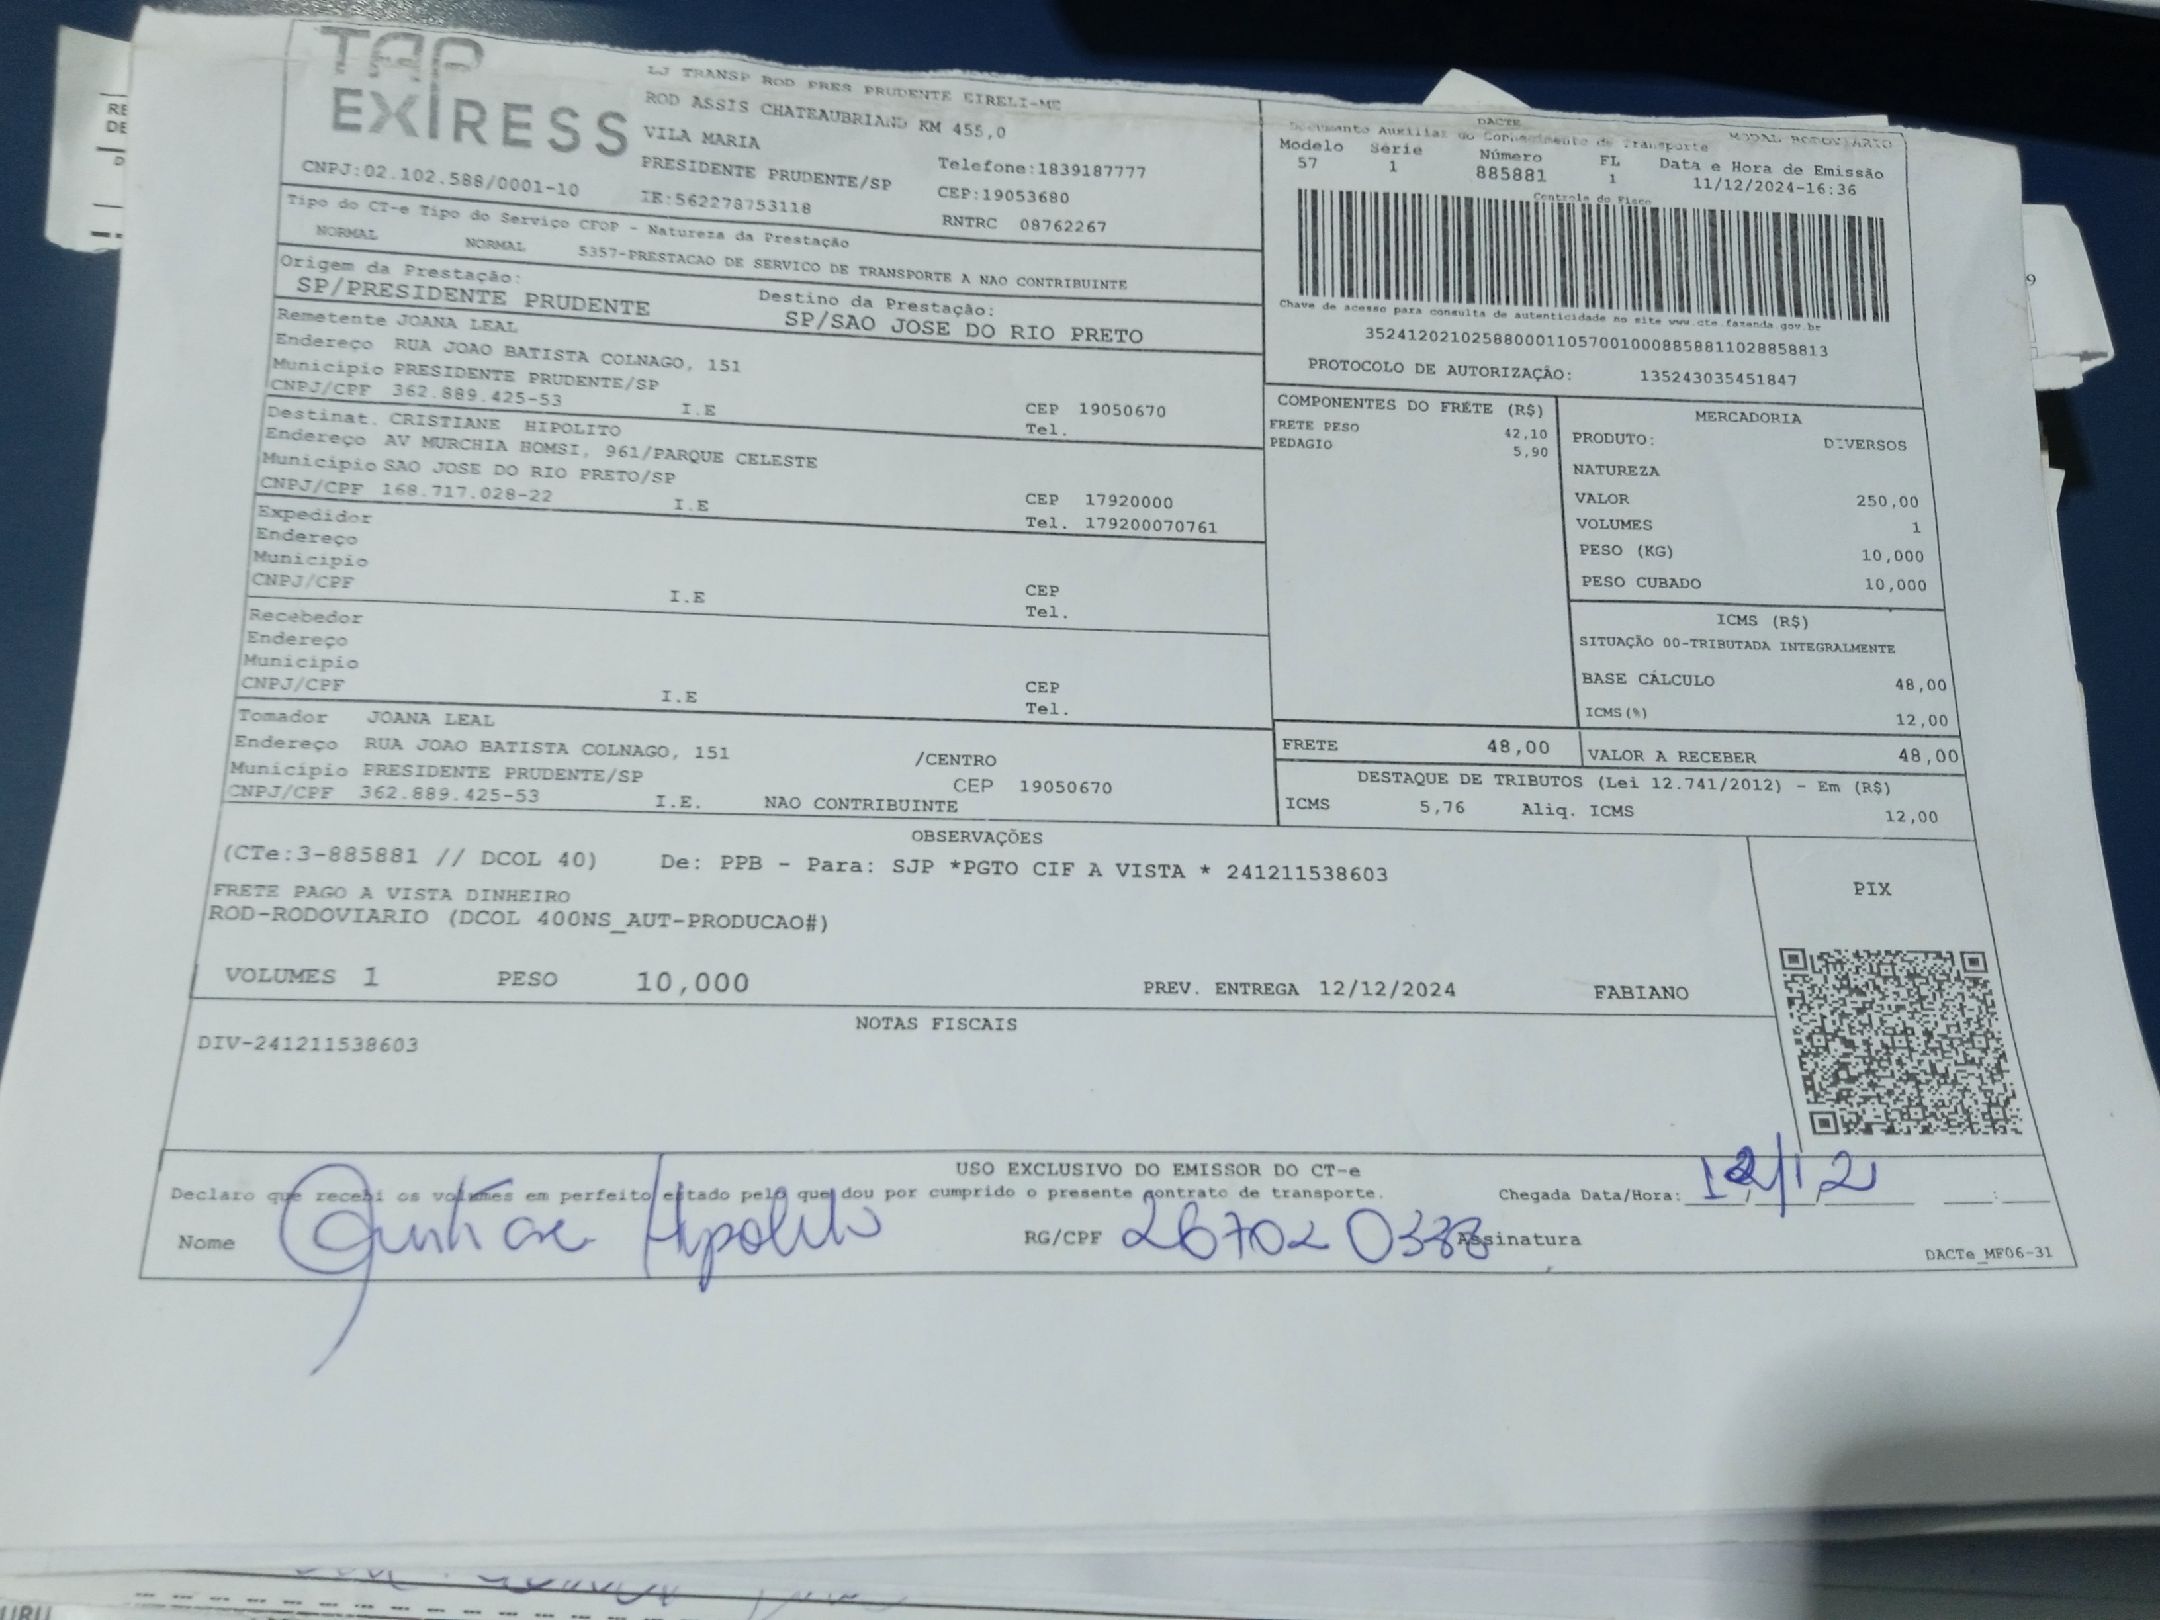 TAP
EXPRESS
LJ TRANSP ROD PRES PRUDENTE EIRELI-ME
ROD ASSIS CHATEAUBRIAND KM 455,0
VILA MARIA
PRESIDENTE PRUDENTE/SP
Telefone:1839187777
CEP:19053680
CNPJ:02.102.588/0001-10
IE:562278753118
RNTRC 08762267
Tipo do CT-e Tipo do Serviço CFOP - Natureza da Prestação
NORMAL NORMAL 5357-PRESTACAO DE SERVICO DE TRANSPORTE A NAO CONTRIBUINTE
Origem da Prestação:
SP/PRESIDENTE PRUDENTE
Destino da Prestação:
SP/SAO JOSE DO RIO PRETO
Remetente JOANA LEAL
Endereço RUA JOAO BATISTA COLNAGO, 151
Municipio PRESIDENTE PRUDENTE/SP
CNPJ/CPF 362.889.425-53 I.E CEP 19050670
Tel.
Destinat. CRISTIANE HIPOLITO
Endereço AV MURCHIA HOMSI, 961/PARQUE CELESTE
Municipio SAO JOSE DO RIO PRETO/SP
CNPJ/CPF 168.717.028-22 I.E CEP 17920000
Tel. 179200070761
Expedidor
Endereço
Municipio
CNPJ/CPF I.E CEP
Tel.
Recebedor
Endereço
Municipio
CNPJ/CPF I.E CEP
Tel.
Tomador JOANA LEAL
Endereço RUA JOAO BATISTA COLNAGO, 151 /CENTRO
Municipio PRESIDENTE PRUDENTE/SP CEP 19050670
CNPJ/CPF 362.889.425-53 I.E. NAO CONTRIBUINTE
DACTE
Documento Auxiliar do Conhecimento de Transporte MODAL RODOVIARIO
Modelo Série Número FL Data e Hora de Emissão
57 1 885881 1 11/12/2024-16:36
Controle do Fisco
Chave de acesso para consulta de autenticidade no site www.cte.fazenda.gov.br
35241202102588000110570010008858811028858813
PROTOCOLO DE AUTORIZAÇÃO: 135243035451847
COMPONENTES DO FRETE (R$)
FRETE PESO 42,10
PEDAGIO 5,90
MERCADORIA
PRODUTO: DIVERSOS
NATUREZA
VALOR 250,00
VOLUMES 1
PESO (KG) 10,000
PESO CUBADO 10,000
ICMS (R$)
SITUAÇÃO 00-TRIBUTADA INTEGRALMENTE
BASE CÁLCULO 48,00
ICMS(%) 12,00
FRETE 48,00 VALOR A RECEBER 48,00
DESTAQUE DE TRIBUTOS (Lei 12.741/2012) - Em (R$)
ICMS 5,76 Aliq. ICMS 12,00
OBSERVAÇÕES
(CTe:3-885881 // DCOL 40) De: PPB - Para: SJP *PGTO CIF A VISTA * 241211538603
FRETE PAGO A VISTA DINHEIRO
ROD-RODOVIARIO (DCOL 400NS_AUT-PRODUCAO#)
PIX
VOLUMES 1 PESO 10,000 PREV. ENTREGA 12/12/2024 FABIANO
NOTAS FISCAIS
DIV-241211538603
USO EXCLUSIVO DO EMISSOR DO CT-e
Declaro que recebi os volumes em perfeito estado pelo que dou por cumprido o presente contrato de transporte. Chegada Data/Hora: 12/12
Nome Cristiane Hipolito RG/CPF Assinatura
DACTe_MF06-31